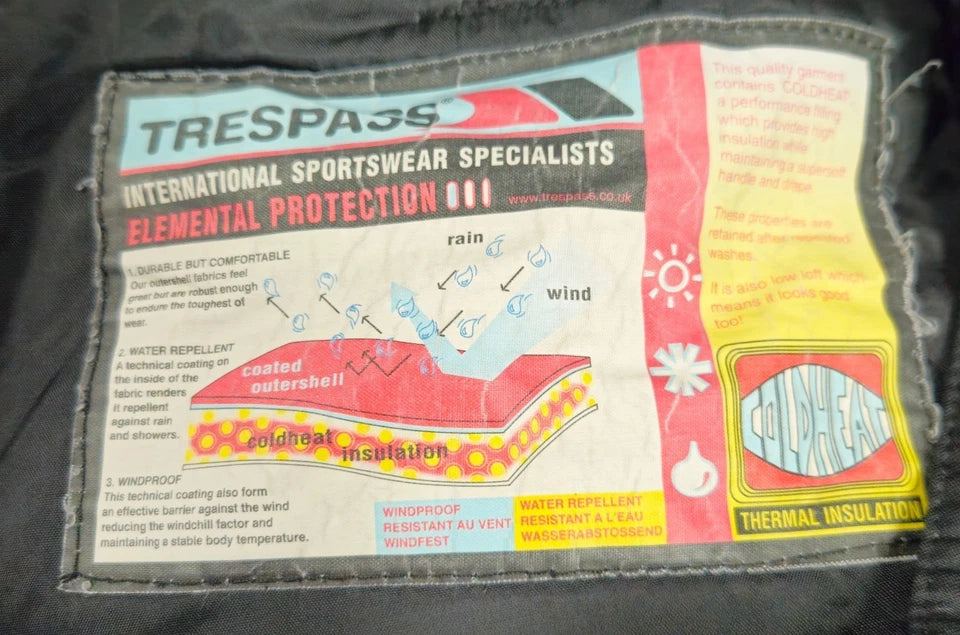 TRESPASS
INTERNATIONAL SPORTSWEAR SPECIALISTS
ELEMENTAL PROTECTION
www.trespass.co.uk
1. DURABLE BUT COMFORTABLE
Our outershell fabrics feel
great but are robust enough
to endure the toughest of
wear.
2. WATER REPELLENT
A technical coating on
the inside of the
fabric renders
it repellent
against rain
and showers.
3. WINDPROOF
This technical coating also form
an effective barrier against the wind
reducing the windchill factor and
maintaining a stable body temperature.
rain
wind
coated
outershell
coldheat
insulation
WINDPROOF
RESISTANT AU VENT
WINDFEST
WATER REPELLENT
RESISTANT A L'EAU
WASSERABSTOSSEND
This quality garment
contains 'COLDHEAT'
a performance filling
which provides high
insulation while
maintaining a supersoft
handle and drape.
These properties are
retained after repeated
washes.
It is also low loft which
means it looks good
too!
COLDHEAT
THERMAL INSULATION